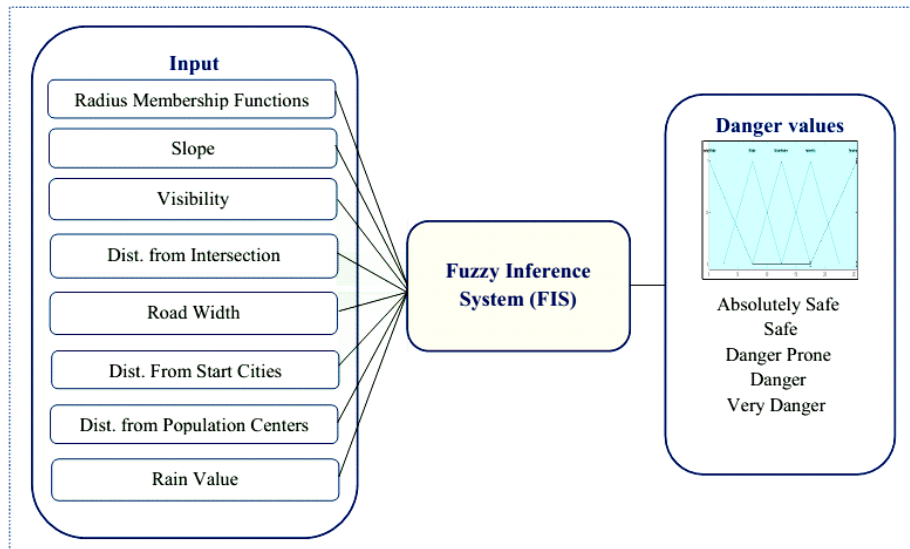 Input
Radius Membership Functions
Slope
Visibility
Dist. from Intersection
Road Width
Dist. From Start Cities
Dist. from Population Centers
Rain Value
Fuzzy Inference
System (FIS)
Danger values
Absolutely Safe
Safe
Danger Prone
Danger
Very Danger